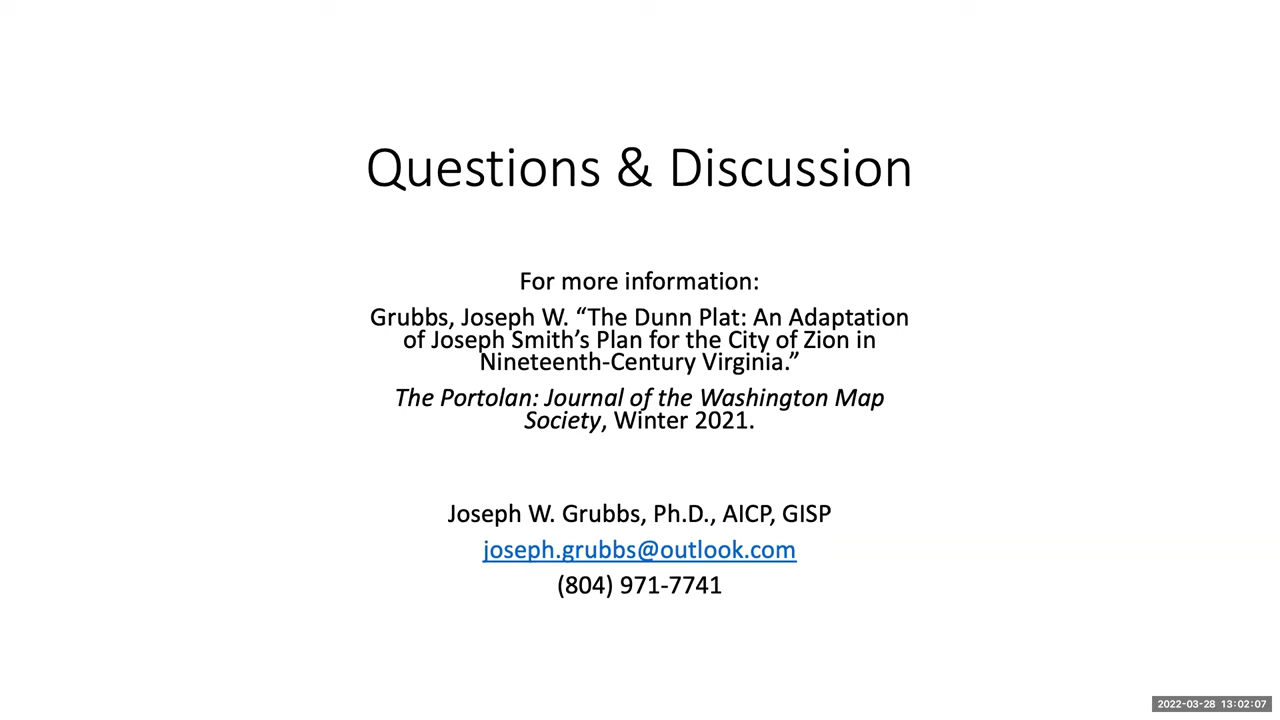 Questions & Discussion
For more information:
Grubbs, Joseph W. “The Dunn Plat: An Adaptation
of Joseph Smith’s Plan for the City of Zion in
Nineteenth-Century Virginia.”
The Portolan: Journal of the Washington Map
Society, Winter 2021.
Joseph W. Grubbs, Ph.D., AICP, GISP
joseph.grubbs@outlook.com
(804) 971-7741
2022-03-28 13:02:07